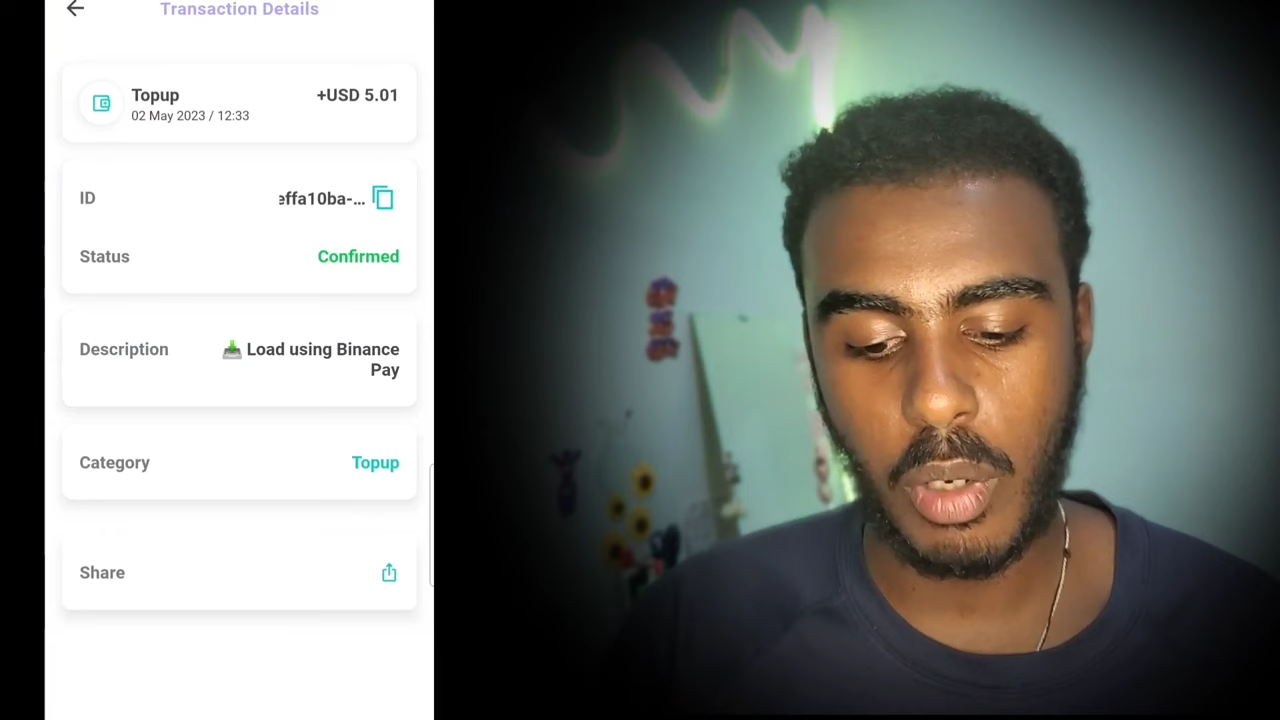 Transaction Details
Topup +USD 5.01
02 May 2023 / 12:33
ID effa10ba-...
Status Confirmed
Description 📥 Load using Binance
Pay
Category Topup
Share